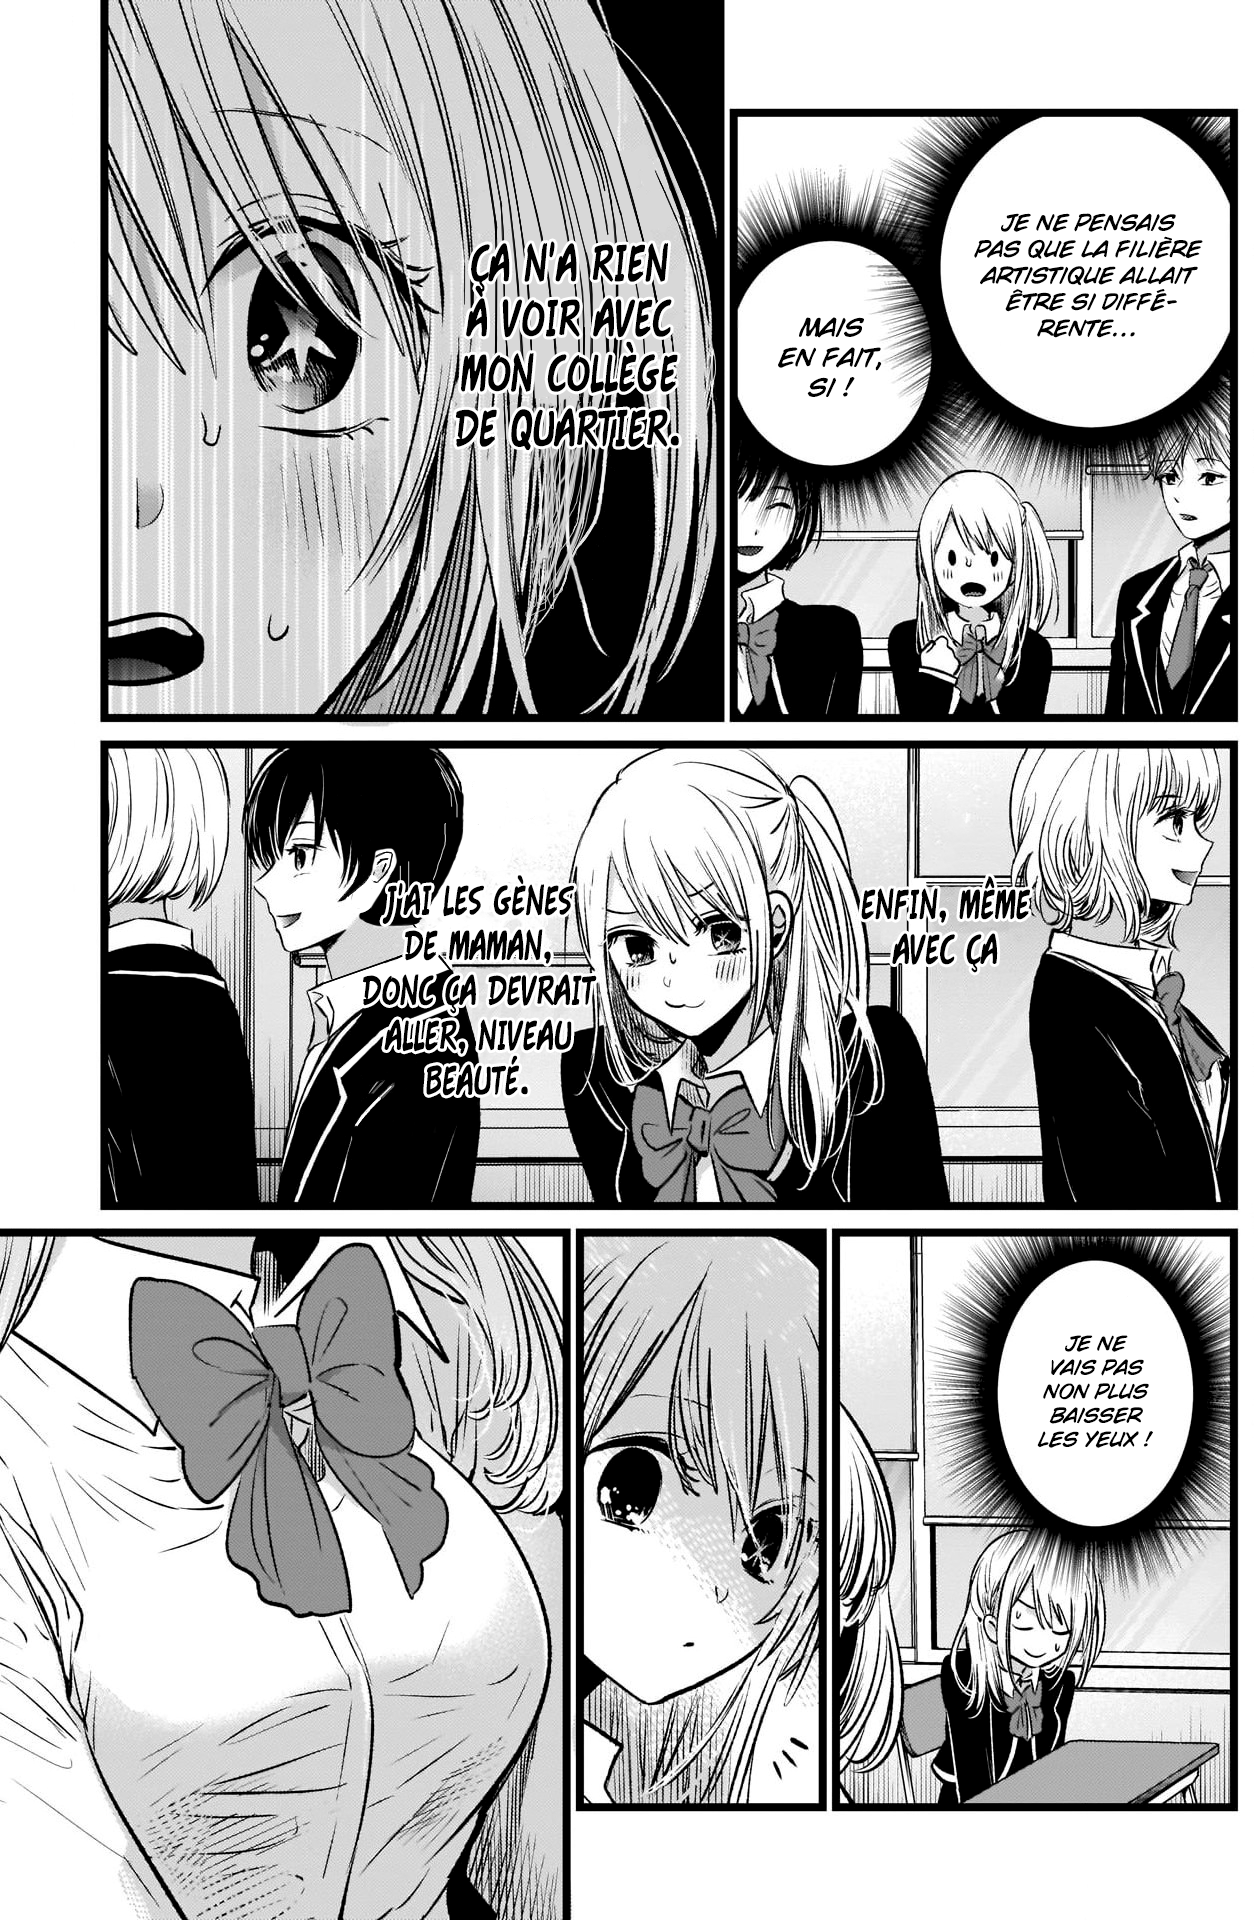 JE NE PENSAIS
PAS QUE LA FILIÈRE
ARTISTIQUE ALLAIT
ÊTRE SI DIFFÉ-
RENTE...
MAIS
EN FAIT,
SI !
ÇA N'A RIEN
À VOIR AVEC
MON COLLÈGE
DE QUARTIER.
ENFIN, MÊME
AVEC ÇA
J'AI LES GÈNES
DE MAMAN,
DONC ÇA DEVRAIT
ALLER, NIVEAU
BEAUTÉ.
JE NE
VAIS PAS
NON PLUS
BAISSER
LES YEUX !